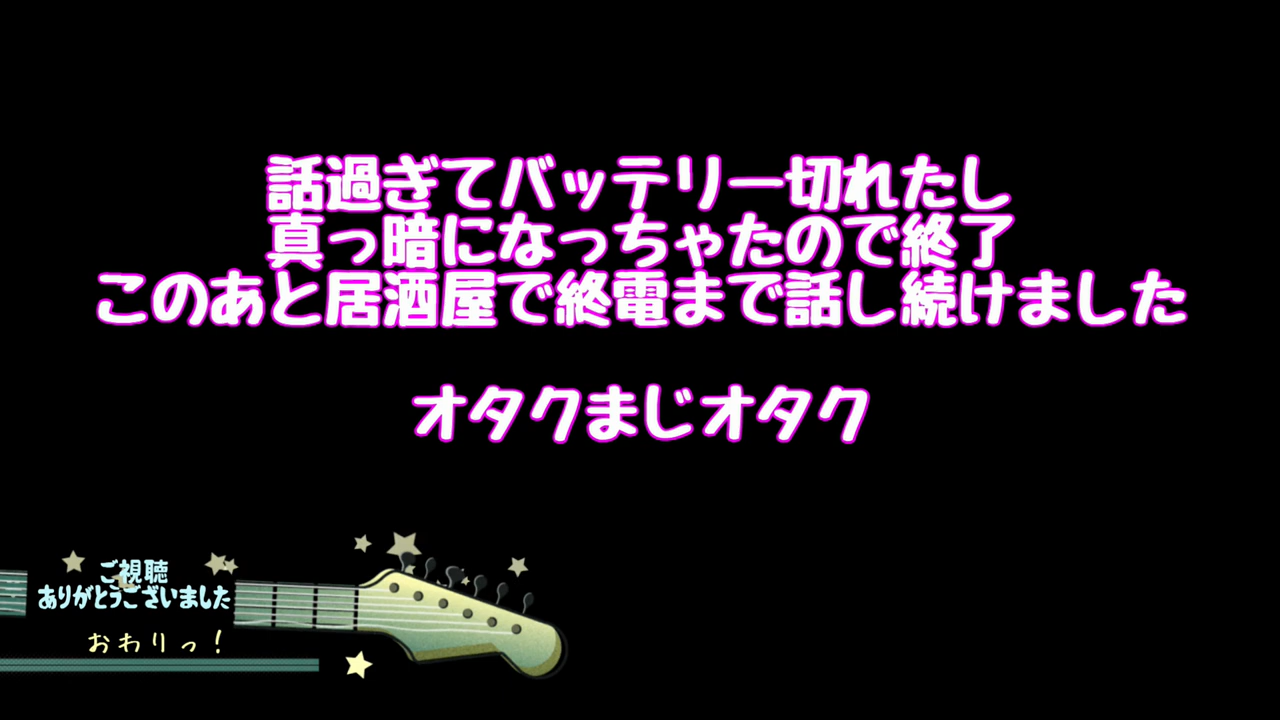 話過ぎてバッテリー切れたし
真っ暗になっちゃたので終了
このあと居酒屋で終電まで話し続けました
オタクまじオタク
ご視聴
ありがとうございました
おわりっ！